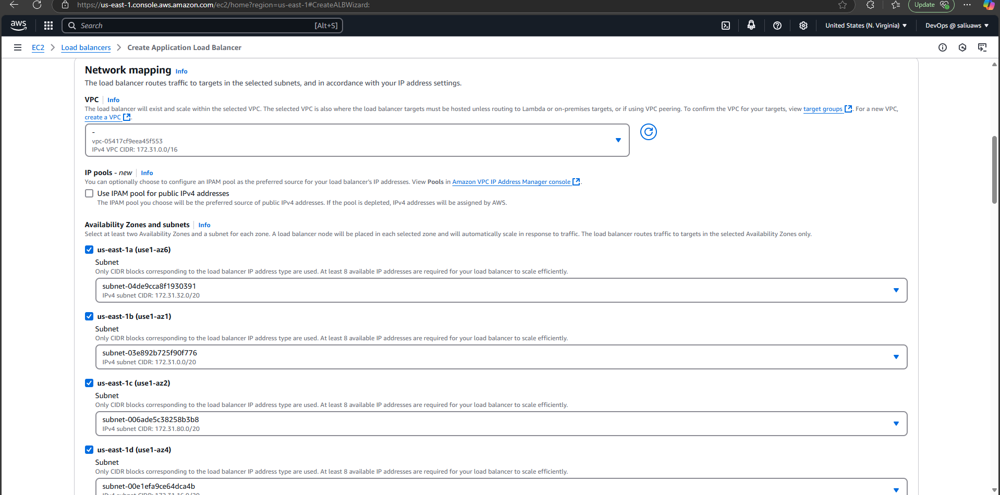 https://us-east-1.console.aws.amazon.com/ec2/home?region=us-east-1#CreateALBWizard:
Update
aws
Search
[Alt+S]
United States (N. Virginia)
DevOps @ saliuaws
EC2 > Load balancers > Create Application Load Balancer
Network mapping Info
The load balancer routes traffic to targets in the selected subnets, and in accordance with your IP address settings.
VPC | Info
The load balancer will exist and scale within the selected VPC. The selected VPC is also where the load balancer targets must be hosted unless routing to Lambda or on-premises targets, or if using VPC peering. To confirm the VPC for your targets, view target groups. For a new VPC,
create a VPC.
-
vpc-05417cf9eea45f553
IPv4 VPC CIDR: 172.31.0.0/16
IP pools - new | Info
You can optionally choose to configure an IPAM pool as the preferred source for your load balancer's IP addresses. View Pools in Amazon VPC IP Address Manager console.
Use IPAM pool for public IPv4 addresses
The IPAM pool you choose will be the preferred source of public IPv4 addresses. If the pool is depleted, IPv4 addresses will be assigned by AWS.
Availability Zones and subnets | Info
Select at least two Availability Zones and a subnet for each zone. A load balancer node will be placed in each selected zone and will automatically scale in response to traffic. The load balancer routes traffic to targets in the selected Availability Zones only.
us-east-1a (use1-az6)
Subnet
Only CIDR blocks corresponding to the load balancer IP address type are used. At least 8 available IP addresses are required for your load balancer to scale efficiently.
subnet-04de9cca8f1930391
IPv4 subnet CIDR: 172.31.32.0/20
us-east-1b (use1-az1)
Subnet
Only CIDR blocks corresponding to the load balancer IP address type are used. At least 8 available IP addresses are required for your load balancer to scale efficiently.
subnet-03e892b725f90f776
IPv4 subnet CIDR: 172.31.0.0/20
us-east-1c (use1-az2)
Subnet
Only CIDR blocks corresponding to the load balancer IP address type are used. At least 8 available IP addresses are required for your load balancer to scale efficiently.
subnet-006ade5c38258b3b8
IPv4 subnet CIDR: 172.31.80.0/20
us-east-1d (use1-az4)
Subnet
Only CIDR blocks corresponding to the load balancer IP address type are used. At least 8 available IP addresses are required for your load balancer to scale efficiently.
subnet-00e1efa9ce64dca4b
IPv4 subnet CIDR: 172.31.16.0/20